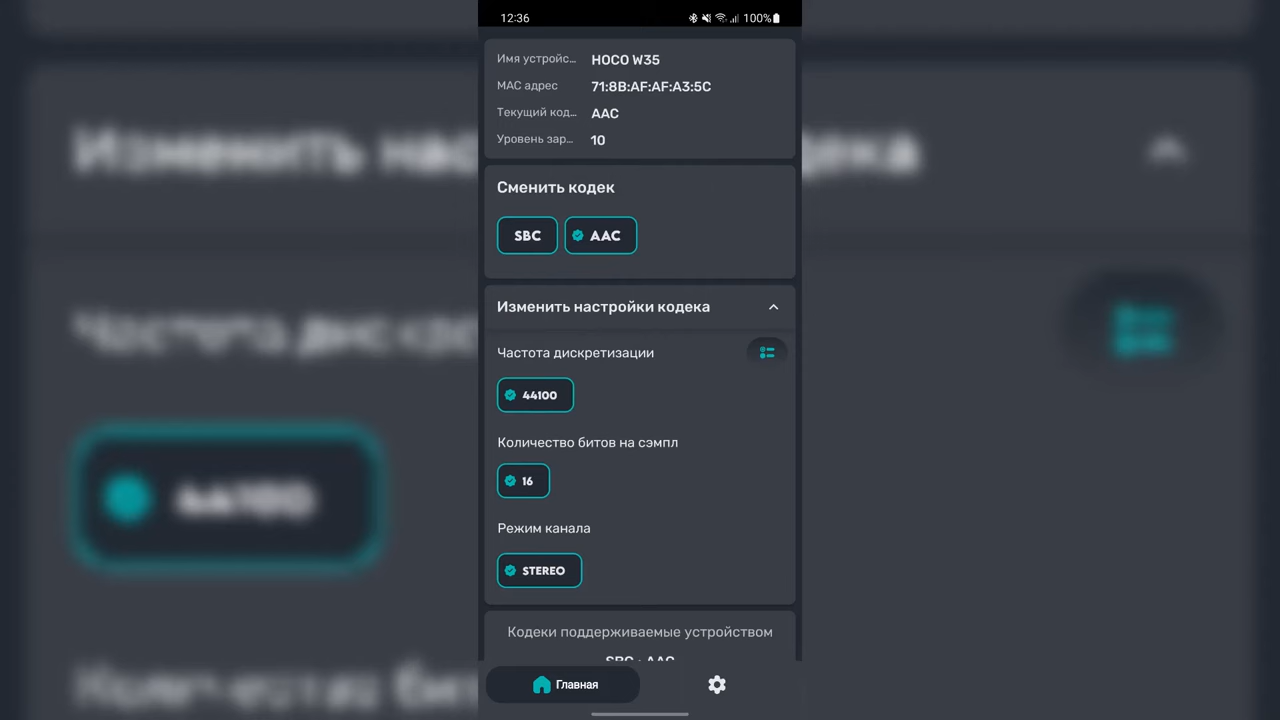 12:36
100%
Имя устройс... HOCO W35
MAC адрес 71:8B:AF:AF:A3:5C
Текущий код... AAC
Уровень зар... 10
Сменить кодек
SBC AAC
Изменить настройки кодека
Частота дискретизации
44100
Количество битов на сэмпл
16
Режим канала
STEREO
Кодеки поддерживаемые устройством
SBC · AAC
Главная